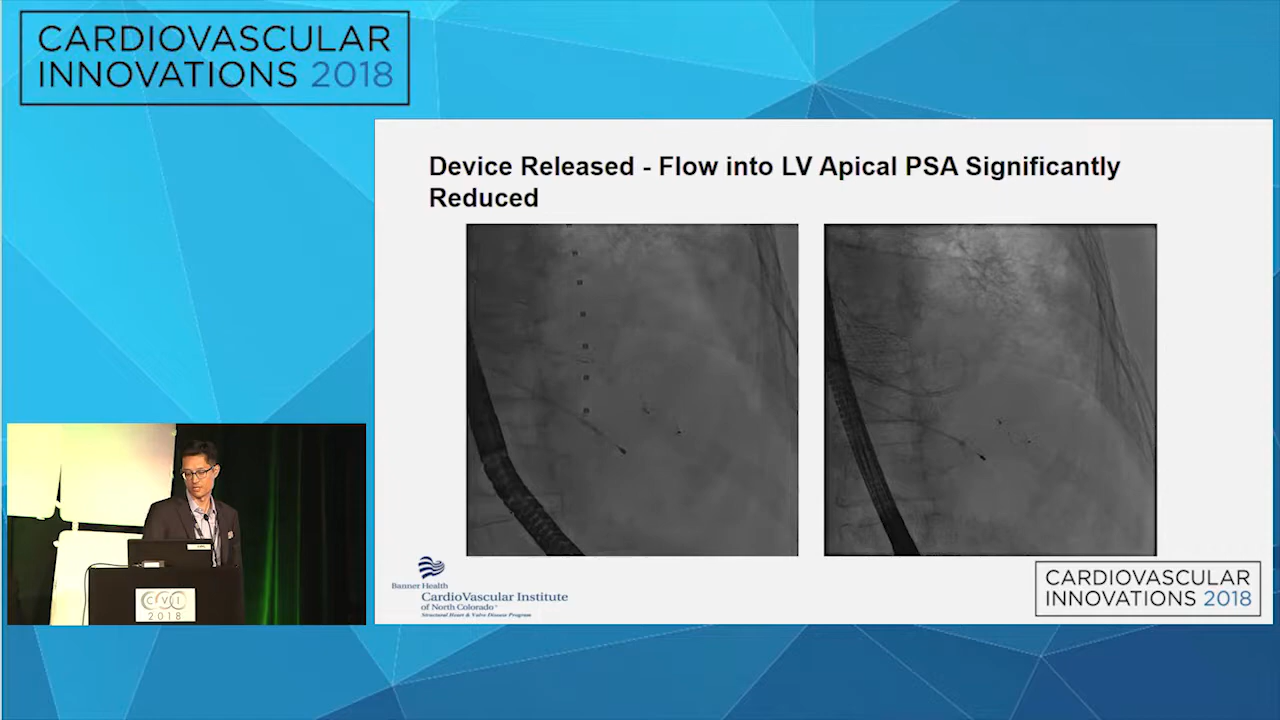 CARDIOVASCULAR
INNOVATIONS 2018
Device Released - Flow into LV Apical PSA Significantly
Reduced
Banner Health
CardioVascular Institute
of North Colorado
Structural Heart & Valve Disease Program
CARDIOVASCULAR
INNOVATIONS 2018
CVI
2018